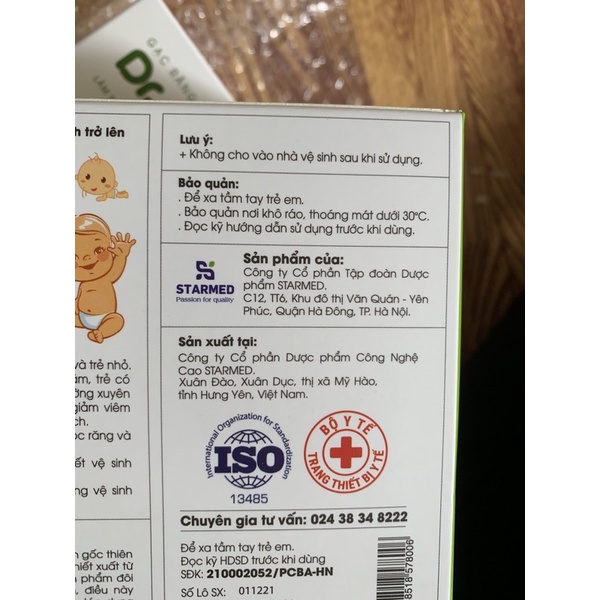 GẠC RĂNG
Dr
LÀM
h trở lên
và trẻ nhỏ.
ăm, trẻ có
ờng xuyên
giảm viêm
ch.
ọc răng và
ết vệ sinh
ng vệ sinh
n gốc thiên
hiết xuất từ
phẩm đôi
, điều này
Lưu ý:
+ Không cho vào nhà vệ sinh sau khi sử dụng.
Bảo quản:
. Để xa tầm tay trẻ em.
. Bảo quản nơi khô ráo, thoáng mát dưới 30°C.
. Đọc kỹ hướng dẫn sử dụng trước khi dùng.
STARMED
Passion for quality
Sản phẩm của:
Công ty Cổ phần Tập đoàn Dược
phẩm STARMED.
C12, TT6, Khu đô thị Văn Quán - Yên
Phúc, Quận Hà Đông, TP. Hà Nội.
Sản xuất tại:
Công ty Cổ phần Dược phẩm Công Nghệ
Cao STARMED.
Xuân Đào, Xuân Dục, thị xã Mỹ Hào,
tỉnh Hưng Yên, Việt Nam.
International Organization for Standardization
ISO
13485
BỘ Y TẾ
TRANG THIẾT BỊ Y TẾ
Chuyên gia tư vấn: 024 38 34 8222
Để xa tầm tay trẻ em.
Đọc kỹ HDSD trước khi dùng
SĐK: 210002052/PCBA-HN
Số Lô SX: 011221
8518578006